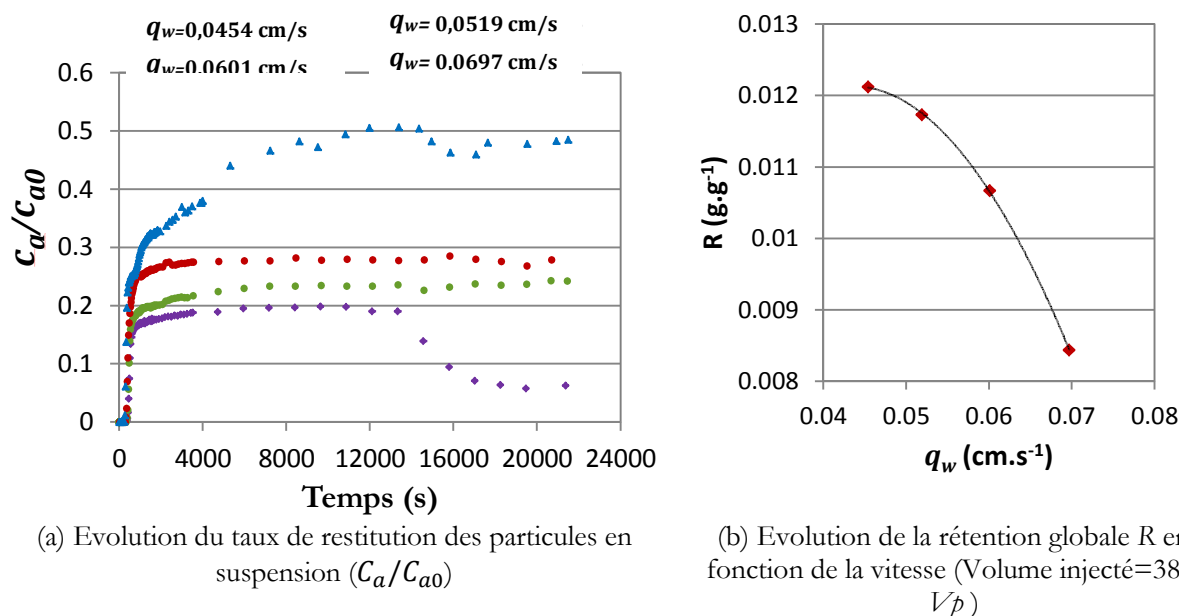 q_w=0,0454 cm/s
q_w= 0,0519 cm/s
q_w=0.0601 cm/s
q_w= 0,0697 cm/s
0.6
0.5
0.4
0.3
0.2
0.1
0
C_a/C_a0
0 4000 8000 12000 16000 20000 24000
Temps (s)
(a) Evolution du taux de restitution des particules en
suspension (C_a/C_a0)
0.013
0.012
0.011
0.01
0.009
0.008
R (g.g⁻¹)
0.04 0.05 0.06 0.07 0.08
q_w (cm.s⁻¹)
(b) Evolution de la rétention globale R en
fonction de la vitesse (Volume injecté=38
Vp )